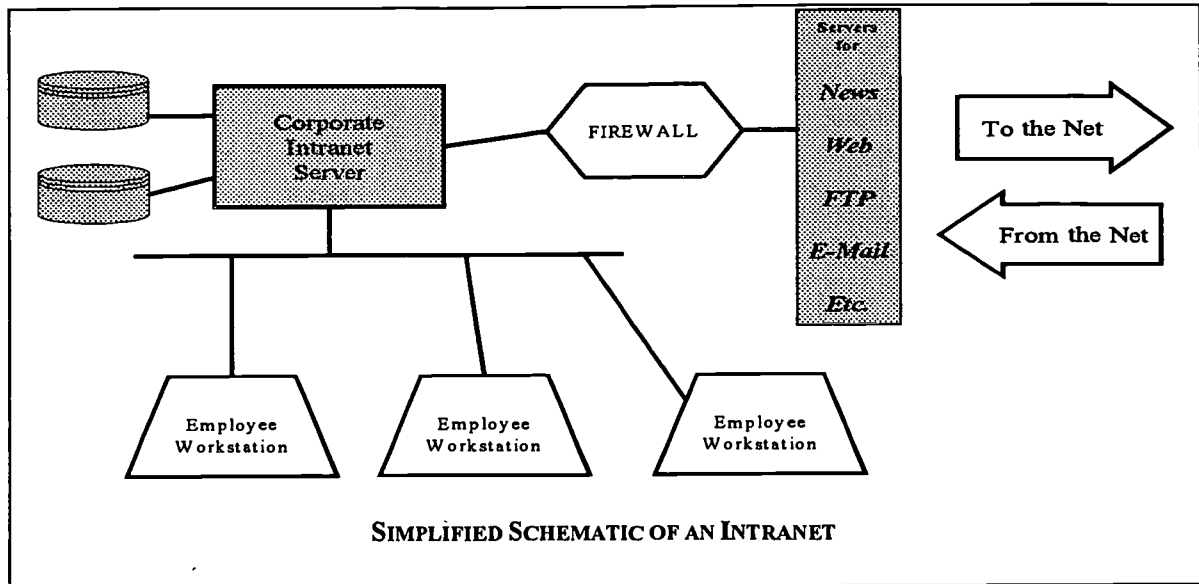 Servers
for
News
Web
FTP
E-Mail
Etc.
Corporate
Intranet
Server
FIREWALL
To the Net
From the Net
Employee
Workstation
Employee
Workstation
Employee
Workstation
SIMPLIFIED SCHEMATIC OF AN INTRANET